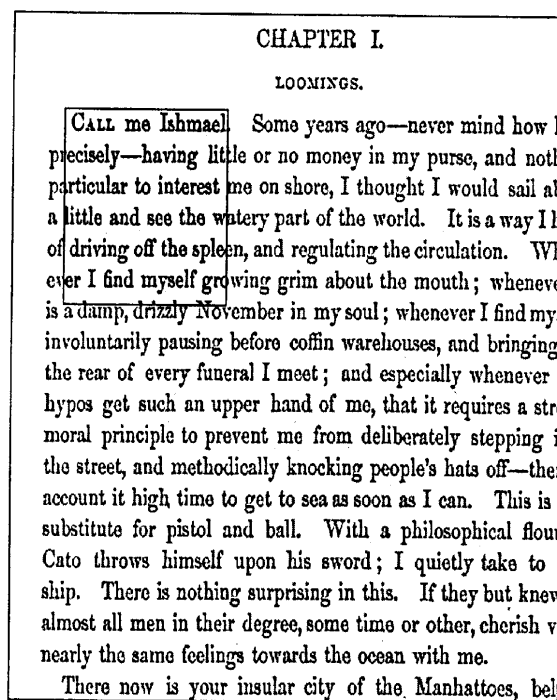 CHAPTER I.
LOOMINGS.
CALL me Ishmael. Some years ago—never mind how
precisely—having little or no money in my purse, and
particular to interest me on shore, I thought I would sail
a little and see the watery part of the world. It is a way I
of driving off the spleen, and regulating the circulation.
ever I find myself growing grim about the mouth; whenever
is a damp, drizzly November in my soul; whenever I find
involuntarily pausing before coffin warehouses, and bringing
the rear of every funeral I meet; and especially whenever
hypos get such an upper hand of me, that it requires a
moral principle to prevent me from deliberately stepping
the street, and methodically knocking people's hats off—
account it high time to get to sea as soon as I can. This is
substitute for pistol and ball. With a philosophical
Cato throws himself upon his sword; I quietly take to
ship. There is nothing surprising in this. If they but knew
almost all men in their degree, some time or other, cherish
nearly the same feelings towards the ocean with me.
There now is your insular city of the Manhattoes,